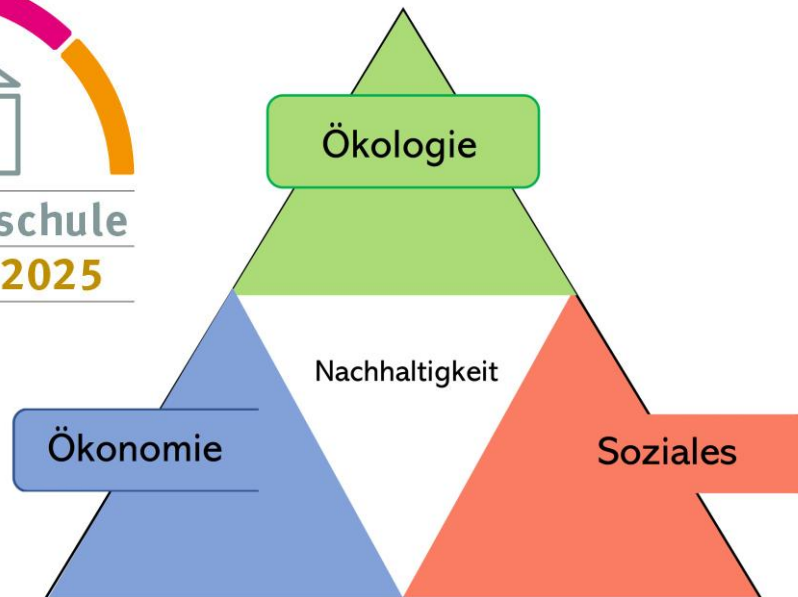 Ökologie
schule
2025
Nachhaltigkeit
Ökonomie
Soziales